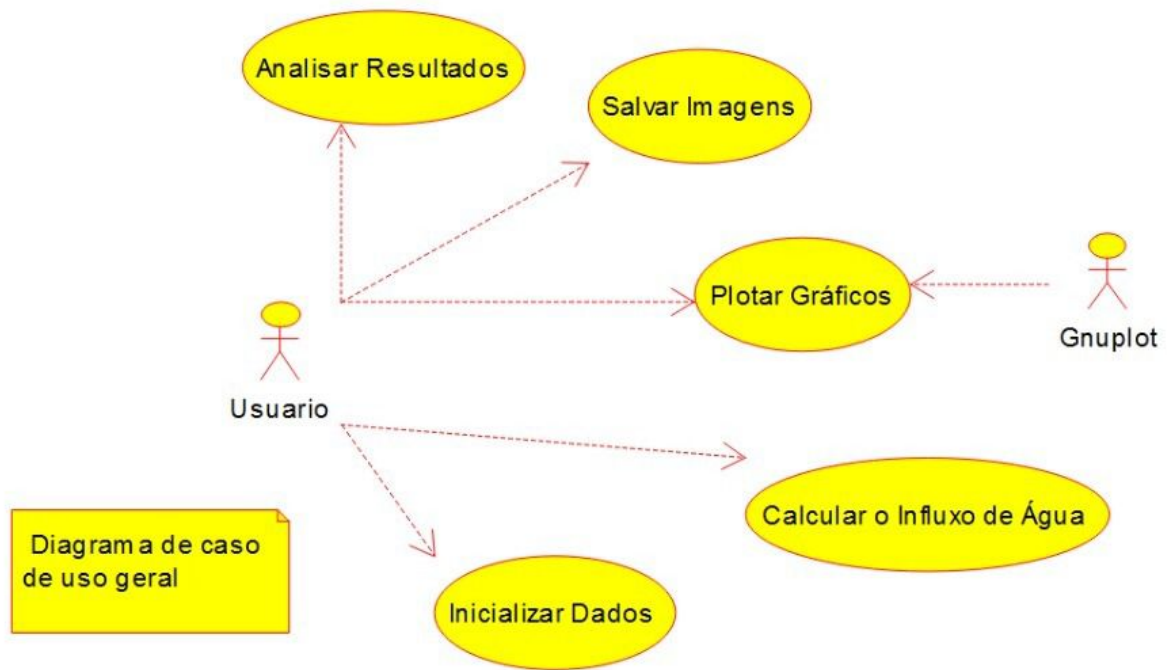 Analisar Resultados
Salvar Imagens
Plotar Gráficos
Gnuplot
Usuario
Calcular o Influxo de Água
Diagrama de caso
de uso geral
Inicializar Dados